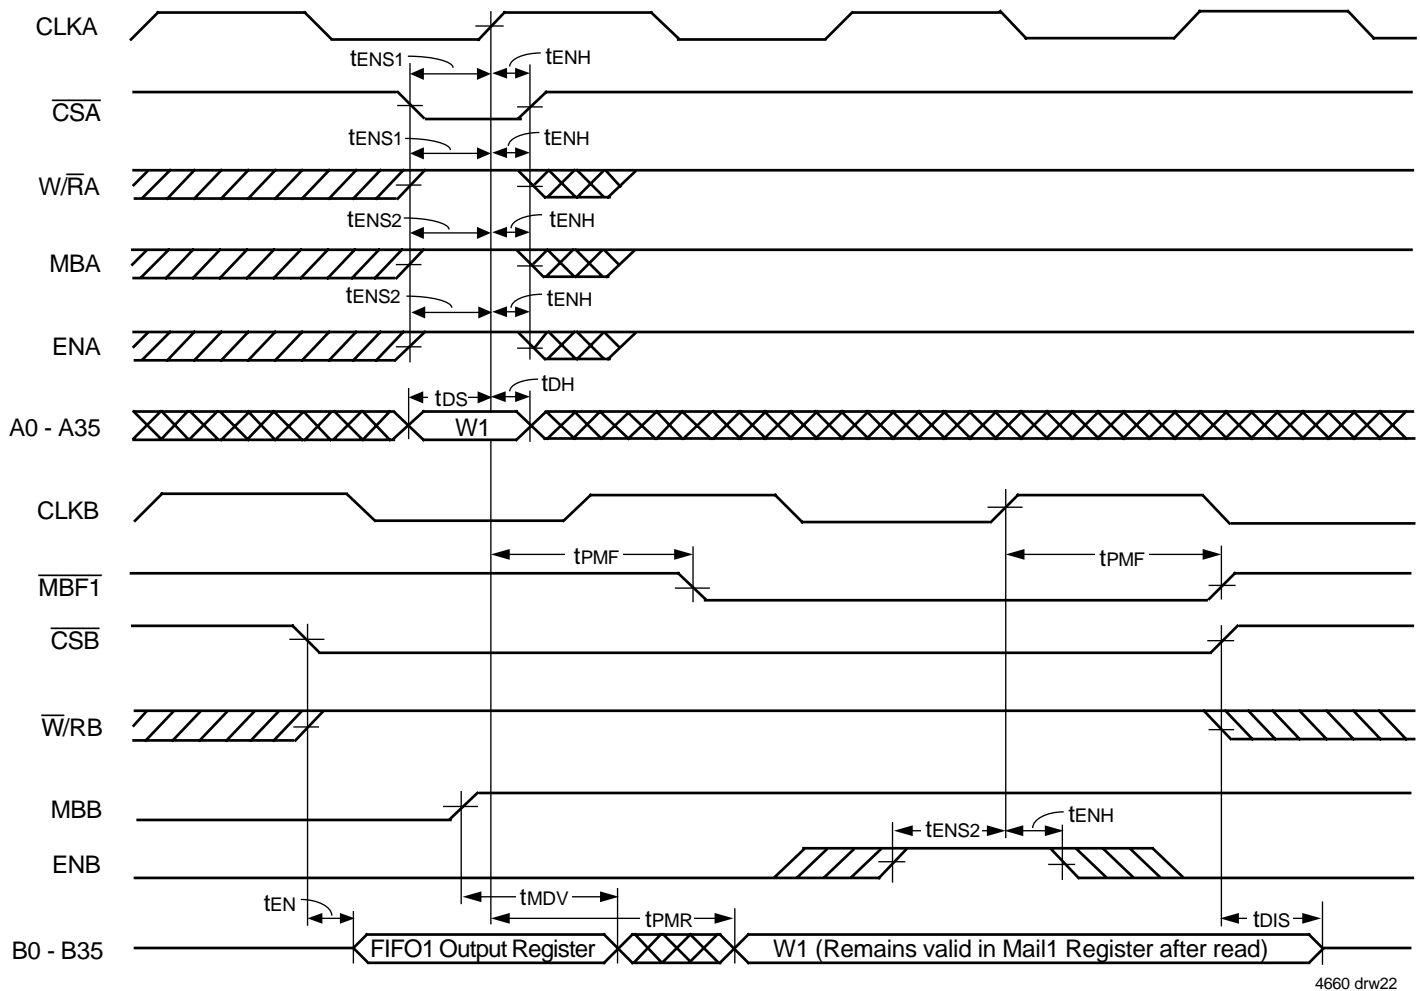 CLKA
tENS1
tENH
CSA
tENS1
tENH
W/RA
tENS2
tENH
MBA
tENS2
tENH
ENA
tDS
tDH
A0 - A35
W1
CLKB
tPMF
tPMF
MBF1
CSB
W/RB
MBB
tENS2
tENH
ENB
tEN
tMDV
tPMR
tDIS
B0 - B35
FIFO1 Output Register
W1 (Remains valid in Mail1 Register after read)
4660 drw22